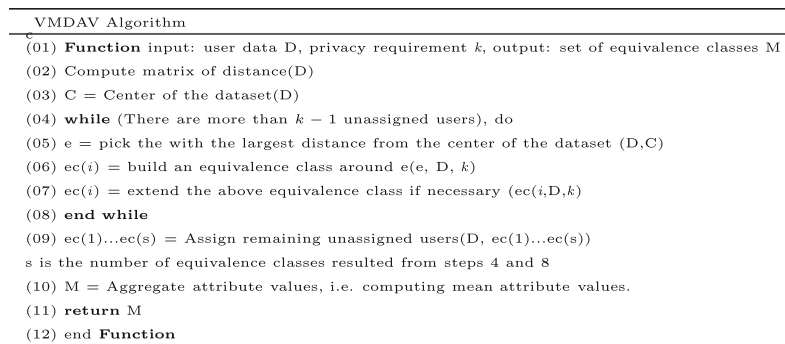 VMDAV Algorithm
c
(01) Function input: user data D, privacy requirement k, output: set of equivalence classes M
(02) Compute matrix of distance(D)
(03) C = Center of the dataset(D)
(04) while (There are more than k − 1 unassigned users), do
(05) e = pick the with the largest distance from the center of the dataset (D,C)
(06) ec(i) = build an equivalence class around e(e, D, k)
(07) ec(i) = extend the above equivalence class if necessary (ec(i,D,k)
(08) end while
(09) ec(1)...ec(s) = Assign remaining unassigned users(D, ec(1)...ec(s))
s is the number of equivalence classes resulted from steps 4 and 8
(10) M = Aggregate attribute values, i.e. computing mean attribute values.
(11) return M
(12) end Function